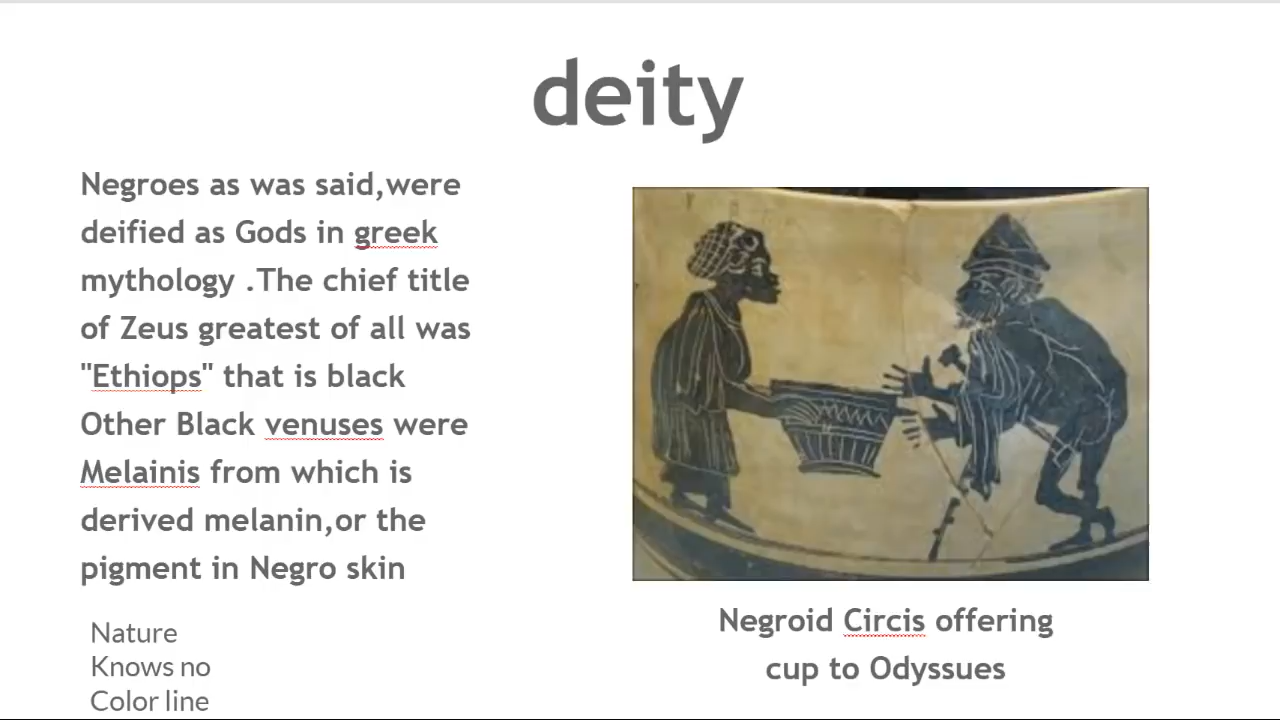 deity
Negroes as was said,were
deified as Gods in greek
mythology .The chief title
of Zeus greatest of all was
"Ethiops" that is black
Other Black venuses were
Melainis from which is
derived melanin,or the
pigment in Negro skin
Nature
Knows no
Color line
Negroid Circis offering
cup to Odyssues